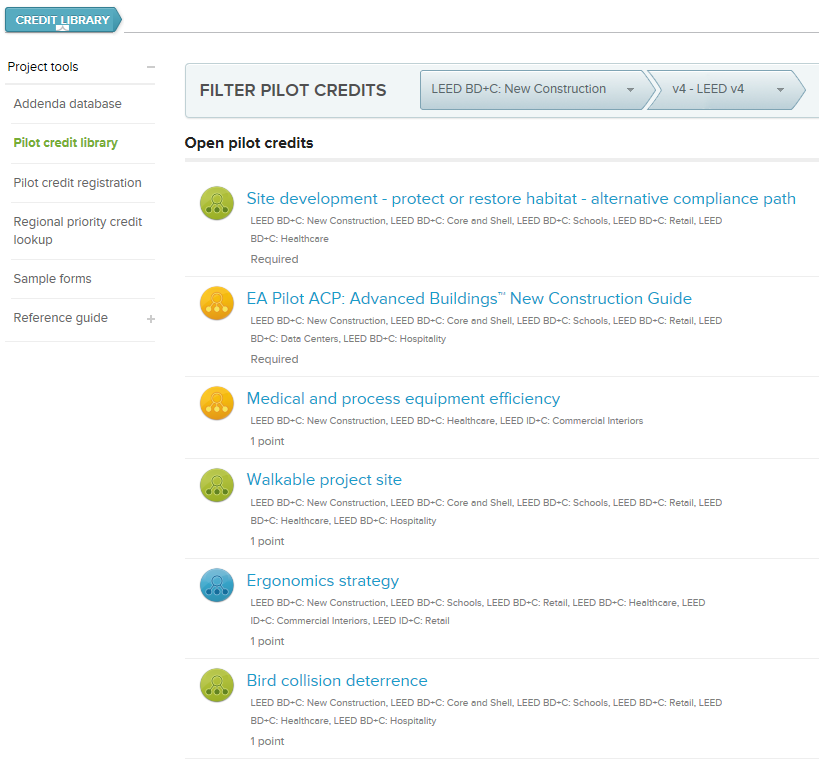 CREDIT LIBRARY
Project tools
Addenda database
Pilot credit library
Pilot credit registration
Regional priority credit
lookup
Sample forms
Reference guide
FILTER PILOT CREDITS
LEED BD+C: New Construction
v4 - LEED v4
Open pilot credits
Site development - protect or restore habitat - alternative compliance path
LEED BD+C: New Construction, LEED BD+C: Core and Shell, LEED BD+C: Schools, LEED BD+C: Retail, LEED
BD+C: Healthcare
Required
EA Pilot ACP: Advanced Buildings™ New Construction Guide
LEED BD+C: New Construction, LEED BD+C: Core and Shell, LEED BD+C: Schools, LEED BD+C: Retail, LEED
BD+C: Data Centers, LEED BD+C: Hospitality
Required
Medical and process equipment efficiency
LEED BD+C: New Construction, LEED BD+C: Healthcare, LEED ID+C: Commercial Interiors
1 point
Walkable project site
LEED BD+C: New Construction, LEED BD+C: Core and Shell, LEED BD+C: Schools, LEED BD+C: Retail, LEED
BD+C: Healthcare, LEED BD+C: Hospitality
1 point
Ergonomics strategy
LEED BD+C: New Construction, LEED BD+C: Schools, LEED BD+C: Retail, LEED BD+C: Healthcare, LEED
ID+C: Commercial Interiors, LEED ID+C: Retail
1 point
Bird collision deterrence
LEED BD+C: New Construction, LEED BD+C: Core and Shell, LEED BD+C: Schools, LEED BD+C: Retail, LEED
BD+C: Healthcare, LEED BD+C: Hospitality
1 point